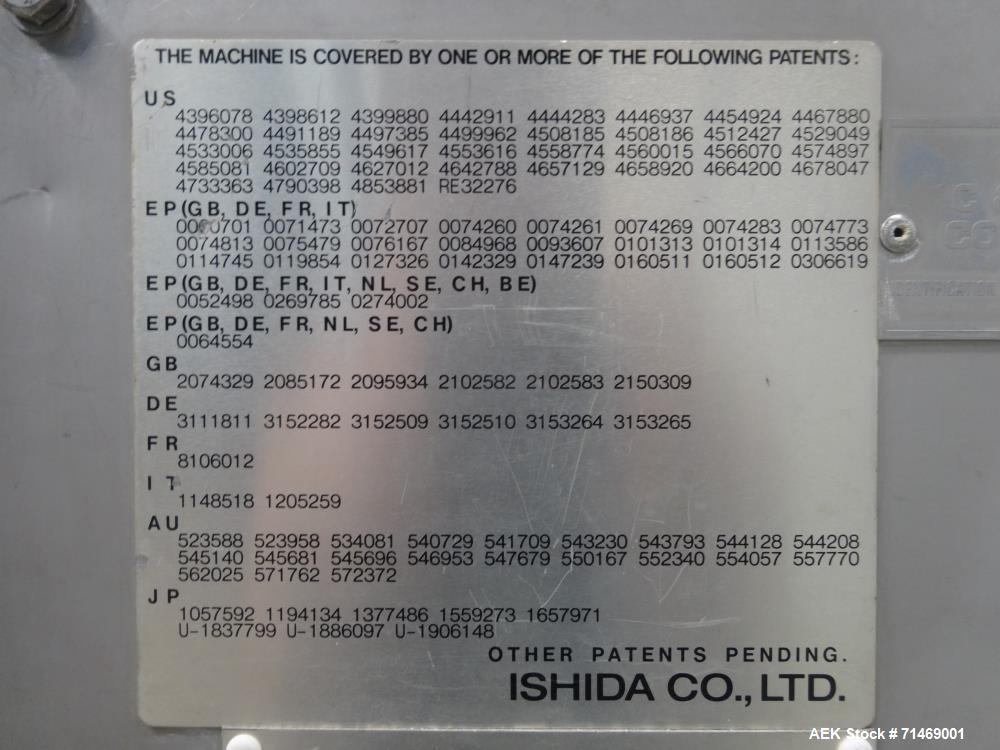 THE MACHINE IS COVERED BY ONE OR MORE OF THE FOLLOWING PATENTS:
US
4396078 4398612 4399880 4442911 4444283 4446937 4454924 4467880
4478300 4491189 4497385 4499962 4508185 4508186 4512427 4529049
4533006 4535855 4549617 4553616 4558774 4560015 4566070 4574897
4585081 4602709 4627012 4642788 4657129 4658920 4664200 4678047
4733363 4790398 4853881 RE32276
EP(GB, DE, FR, IT)
0071473 0072707 0074260 0074261 0074269 0074283 0074773
0074813 0075479 0076167 0084968 0093607 0101313 0101314 0113586
0114745 0119854 0127326 0142329 0147239 0160511 0160512 0306619
EP(GB, DE, FR, IT, NL, SE, CH, BE)
0052498 0269785 0274002
EP(GB, DE, FR, NL, SE, CH)
0064554
GB
2074329 2085172 2095934 2102582 2102583 2150309
DE
3111811 3152282 3152509 3152510 3153264 3153265
FR
8106012
IT
1148518 1205259
AU
523588 523958 534081 540729 541709 543230 543793 544128 544208
545140 545681 545696 546953 547679 550167 552340 554057 557770
562025 571762 572372
JP
1057592 1194134 1377486 1559273 1657971
U-1837799 U-1886097 U-1906148
OTHER PATENTS PENDING.
ISHIDA CO., LTD.
IDENTIFICATION
AEK Stock # 71469001